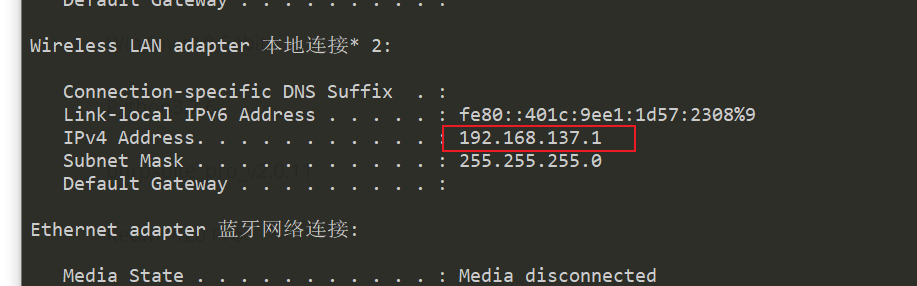 Default Gateway . . . . . . . . . :
Wireless LAN adapter 本地连接* 2:
Connection-specific DNS Suffix  . :
Link-local IPv6 Address . . . . . : fe80::401c:9ee1:1d57:2308%9
IPv4 Address. . . . . . . . . . . : 192.168.137.1
Subnet Mask . . . . . . . . . . . : 255.255.255.0
Default Gateway . . . . . . . . . :
Ethernet adapter 蓝牙网络连接:
Media State . . . . . . . . . . . : Media disconnected